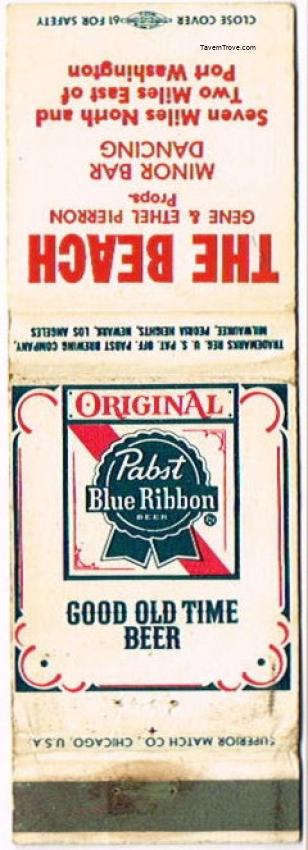 TavernTrove.com
THE BEACH
GENE & ETHEL PIERRON
Props.
MINOR BAR
DANCING
Seven Miles North and
Two Miles East of
Port Washington
CLOSE COVER 61 FOR SAFETY
TRADEMARKS REG. U. S. PAT. OFF. PABST BREWING COMPANY,
MILWAUKEE, PEORIA HEIGHTS, NEWARK, LOS ANGELES
ORIGINAL
Pabst
Blue Ribbon
BEER
®
GOOD OLD TIME
BEER
SUPERIOR MATCH CO., CHICAGO, U.S.A.